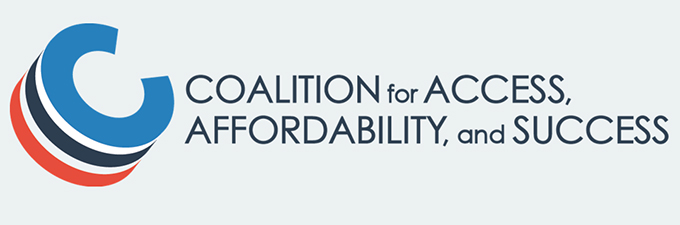 COALITION for ACCESS,
AFFORDABILITY, and SUCCESS